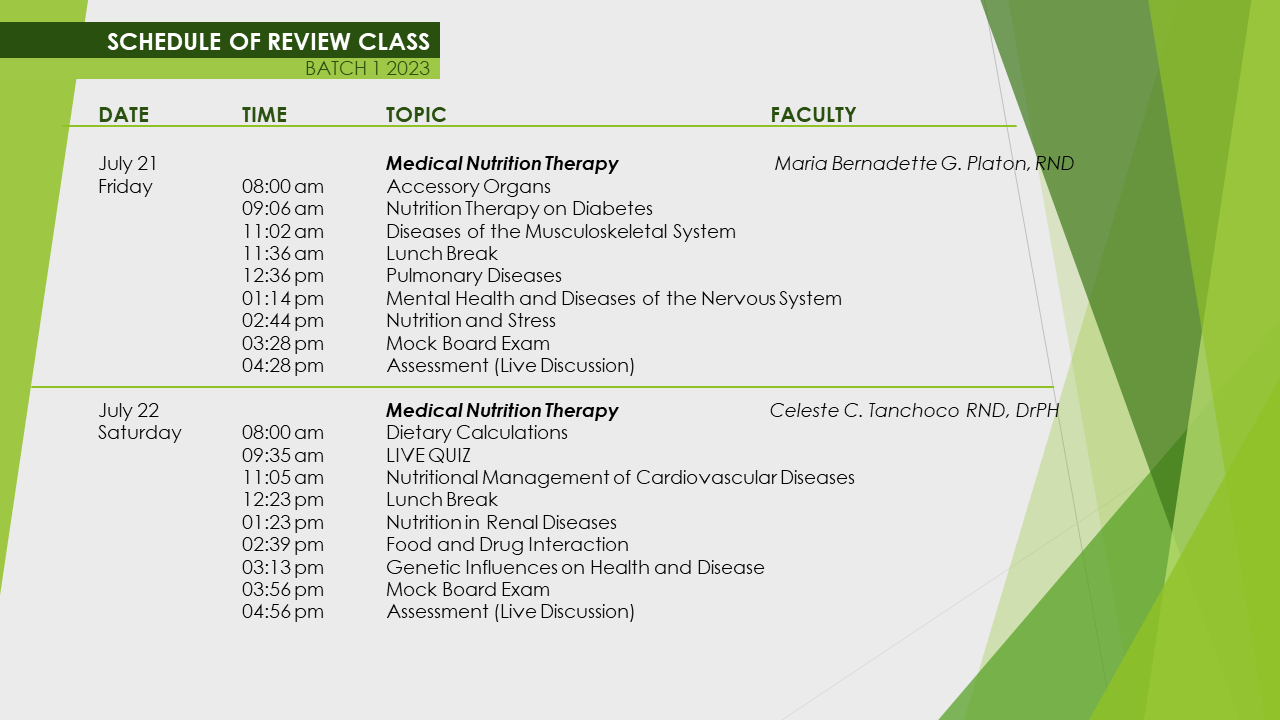 SCHEDULE OF REVIEW CLASS
BATCH 1 2023
DATE TIME TOPIC FACULTY
July 21 Medical Nutrition Therapy Maria Bernadette G. Platon, RND
Friday 08:00 am Accessory Organs
09:06 am Nutrition Therapy on Diabetes
11:02 am Diseases of the Musculoskeletal System
11:36 am Lunch Break
12:36 pm Pulmonary Diseases
01:14 pm Mental Health and Diseases of the Nervous System
02:44 pm Nutrition and Stress
03:28 pm Mock Board Exam
04:28 pm Assessment (Live Discussion)
July 22 Medical Nutrition Therapy Celeste C. Tanchoco RND, DrPH
Saturday 08:00 am Dietary Calculations
09:35 am LIVE QUIZ
11:05 am Nutritional Management of Cardiovascular Diseases
12:23 pm Lunch Break
01:23 pm Nutrition in Renal Diseases
02:39 pm Food and Drug Interaction
03:13 pm Genetic Influences on Health and Disease
03:56 pm Mock Board Exam
04:56 pm Assessment (Live Discussion)